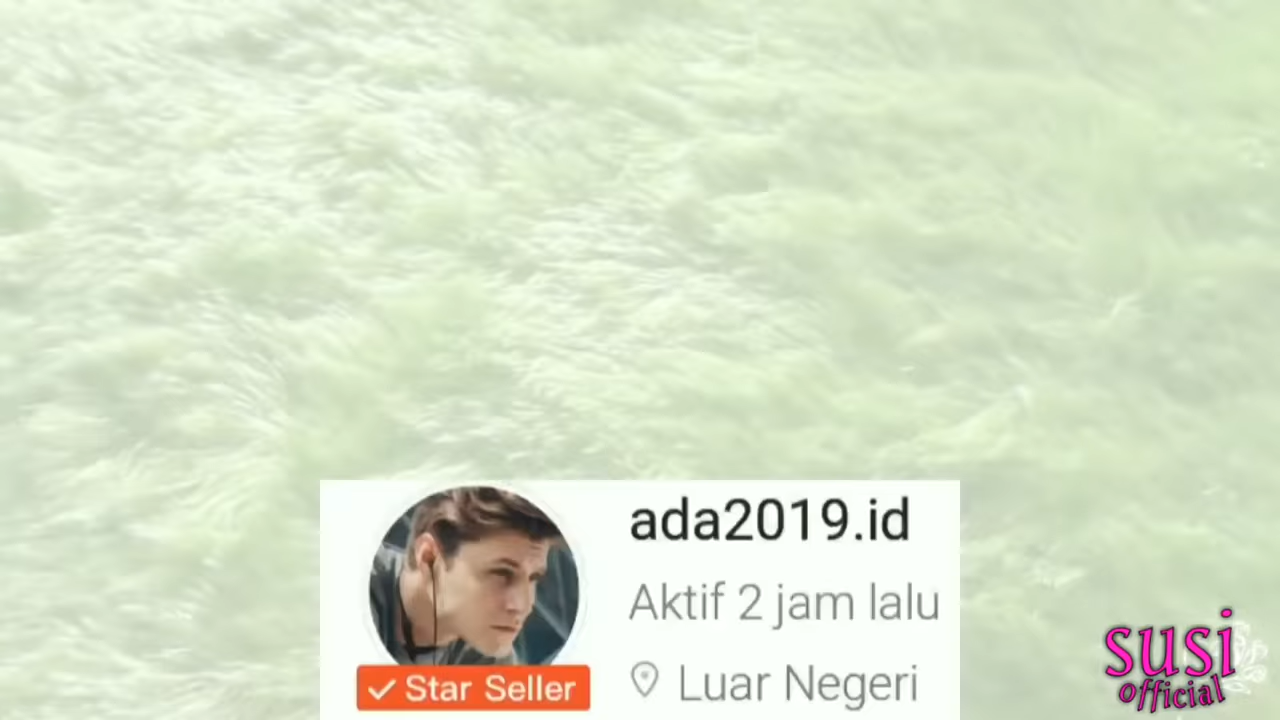 ada2019.id
Aktif 2 jam lalu
Star Seller
Luar Negeri
susi
official